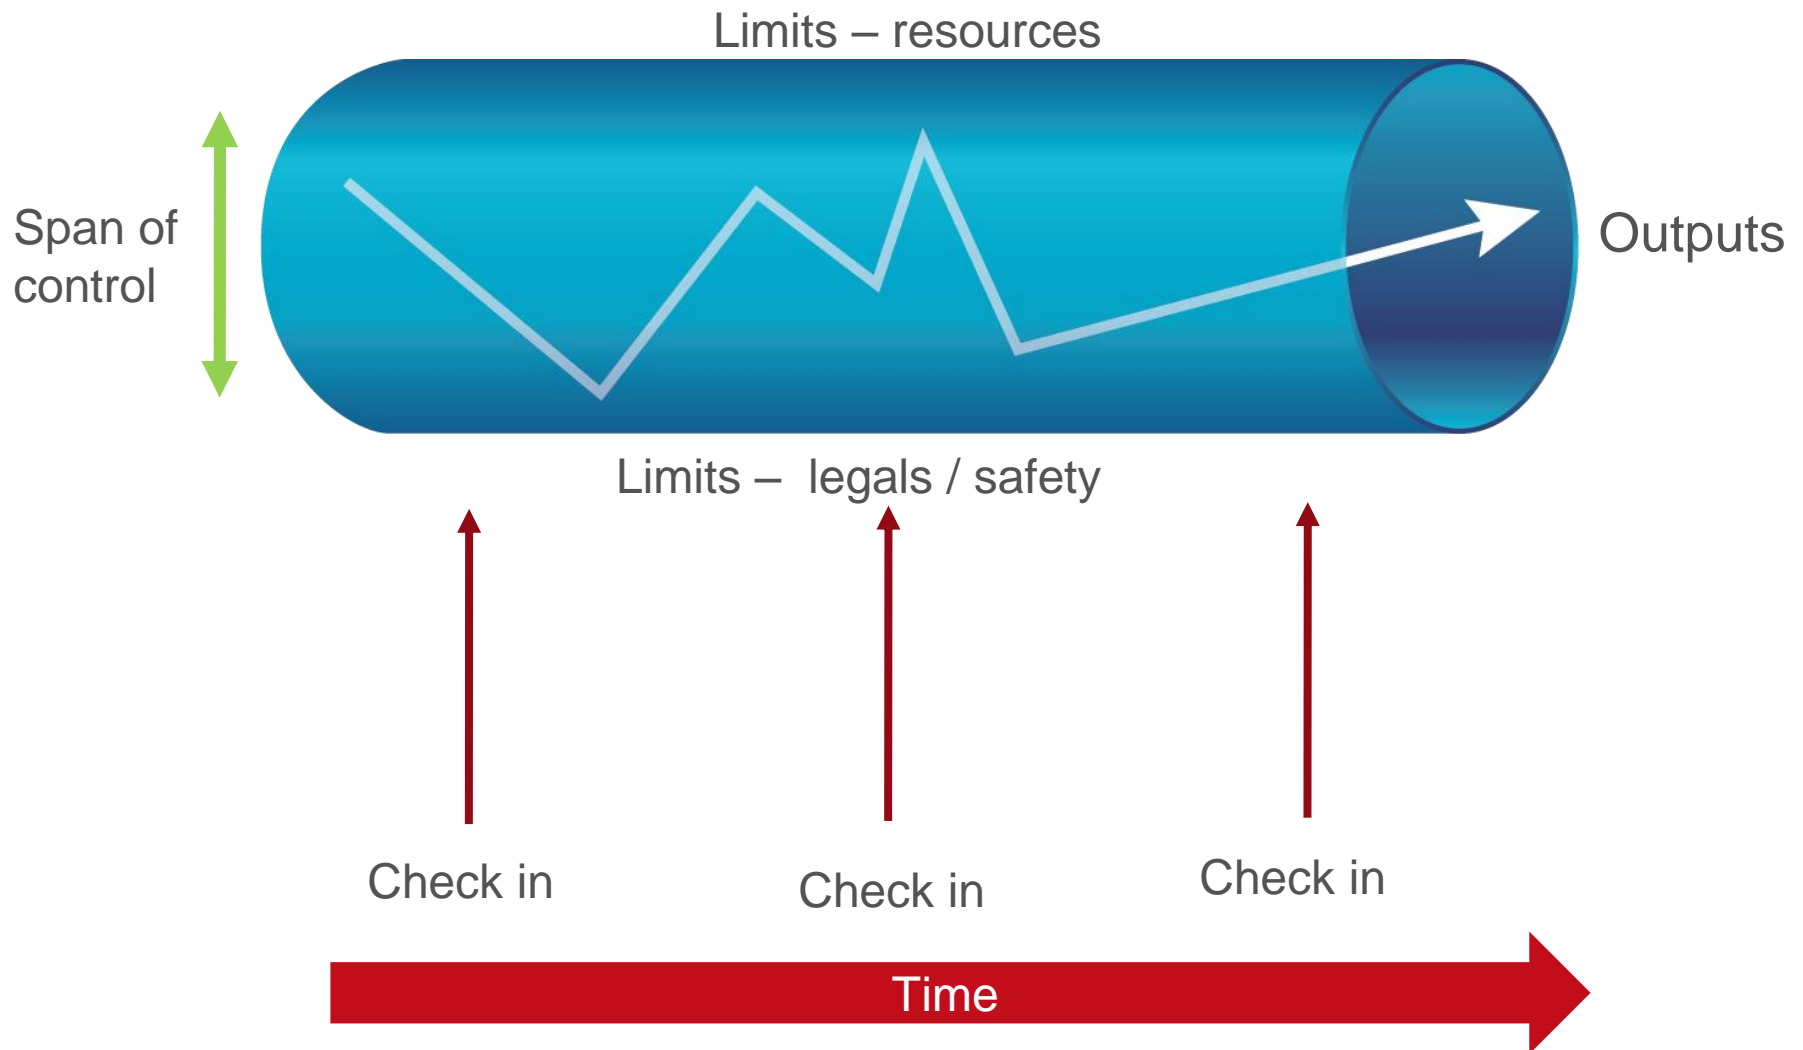 Limits – resources
Span of
control
Outputs
Limits –  legals / safety
Check in
Check in
Check in
Time